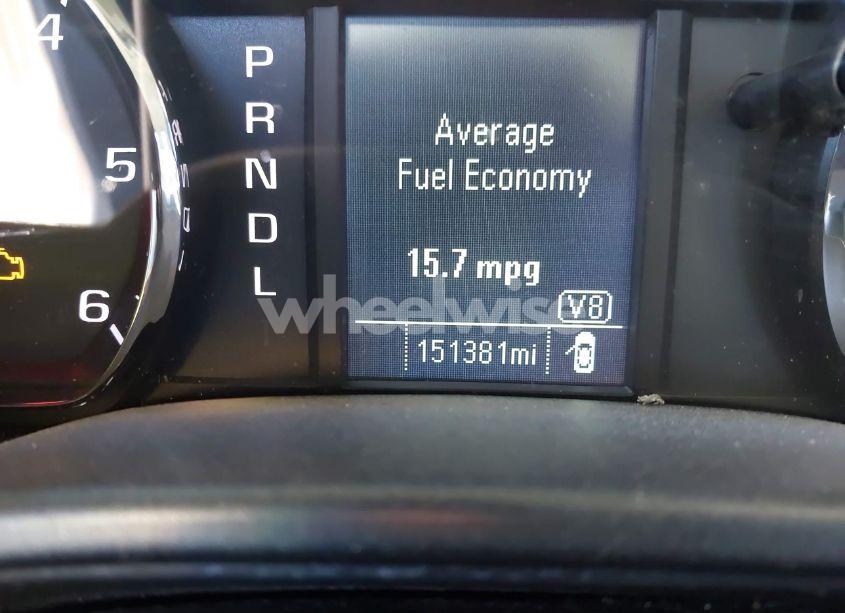 4
5
6
P
R
N
D
L
Average
Fuel Economy
15.7 mpg
V8
151381mi
wheelwise